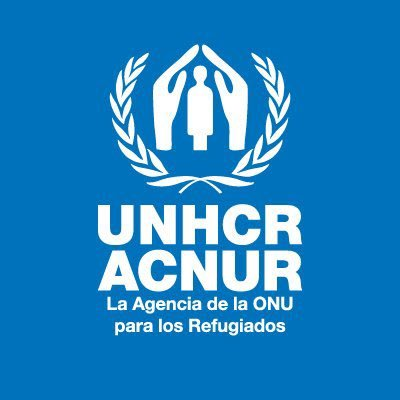 UNHCR
ACNUR
La Agencia de la ONU
para los Refugiados